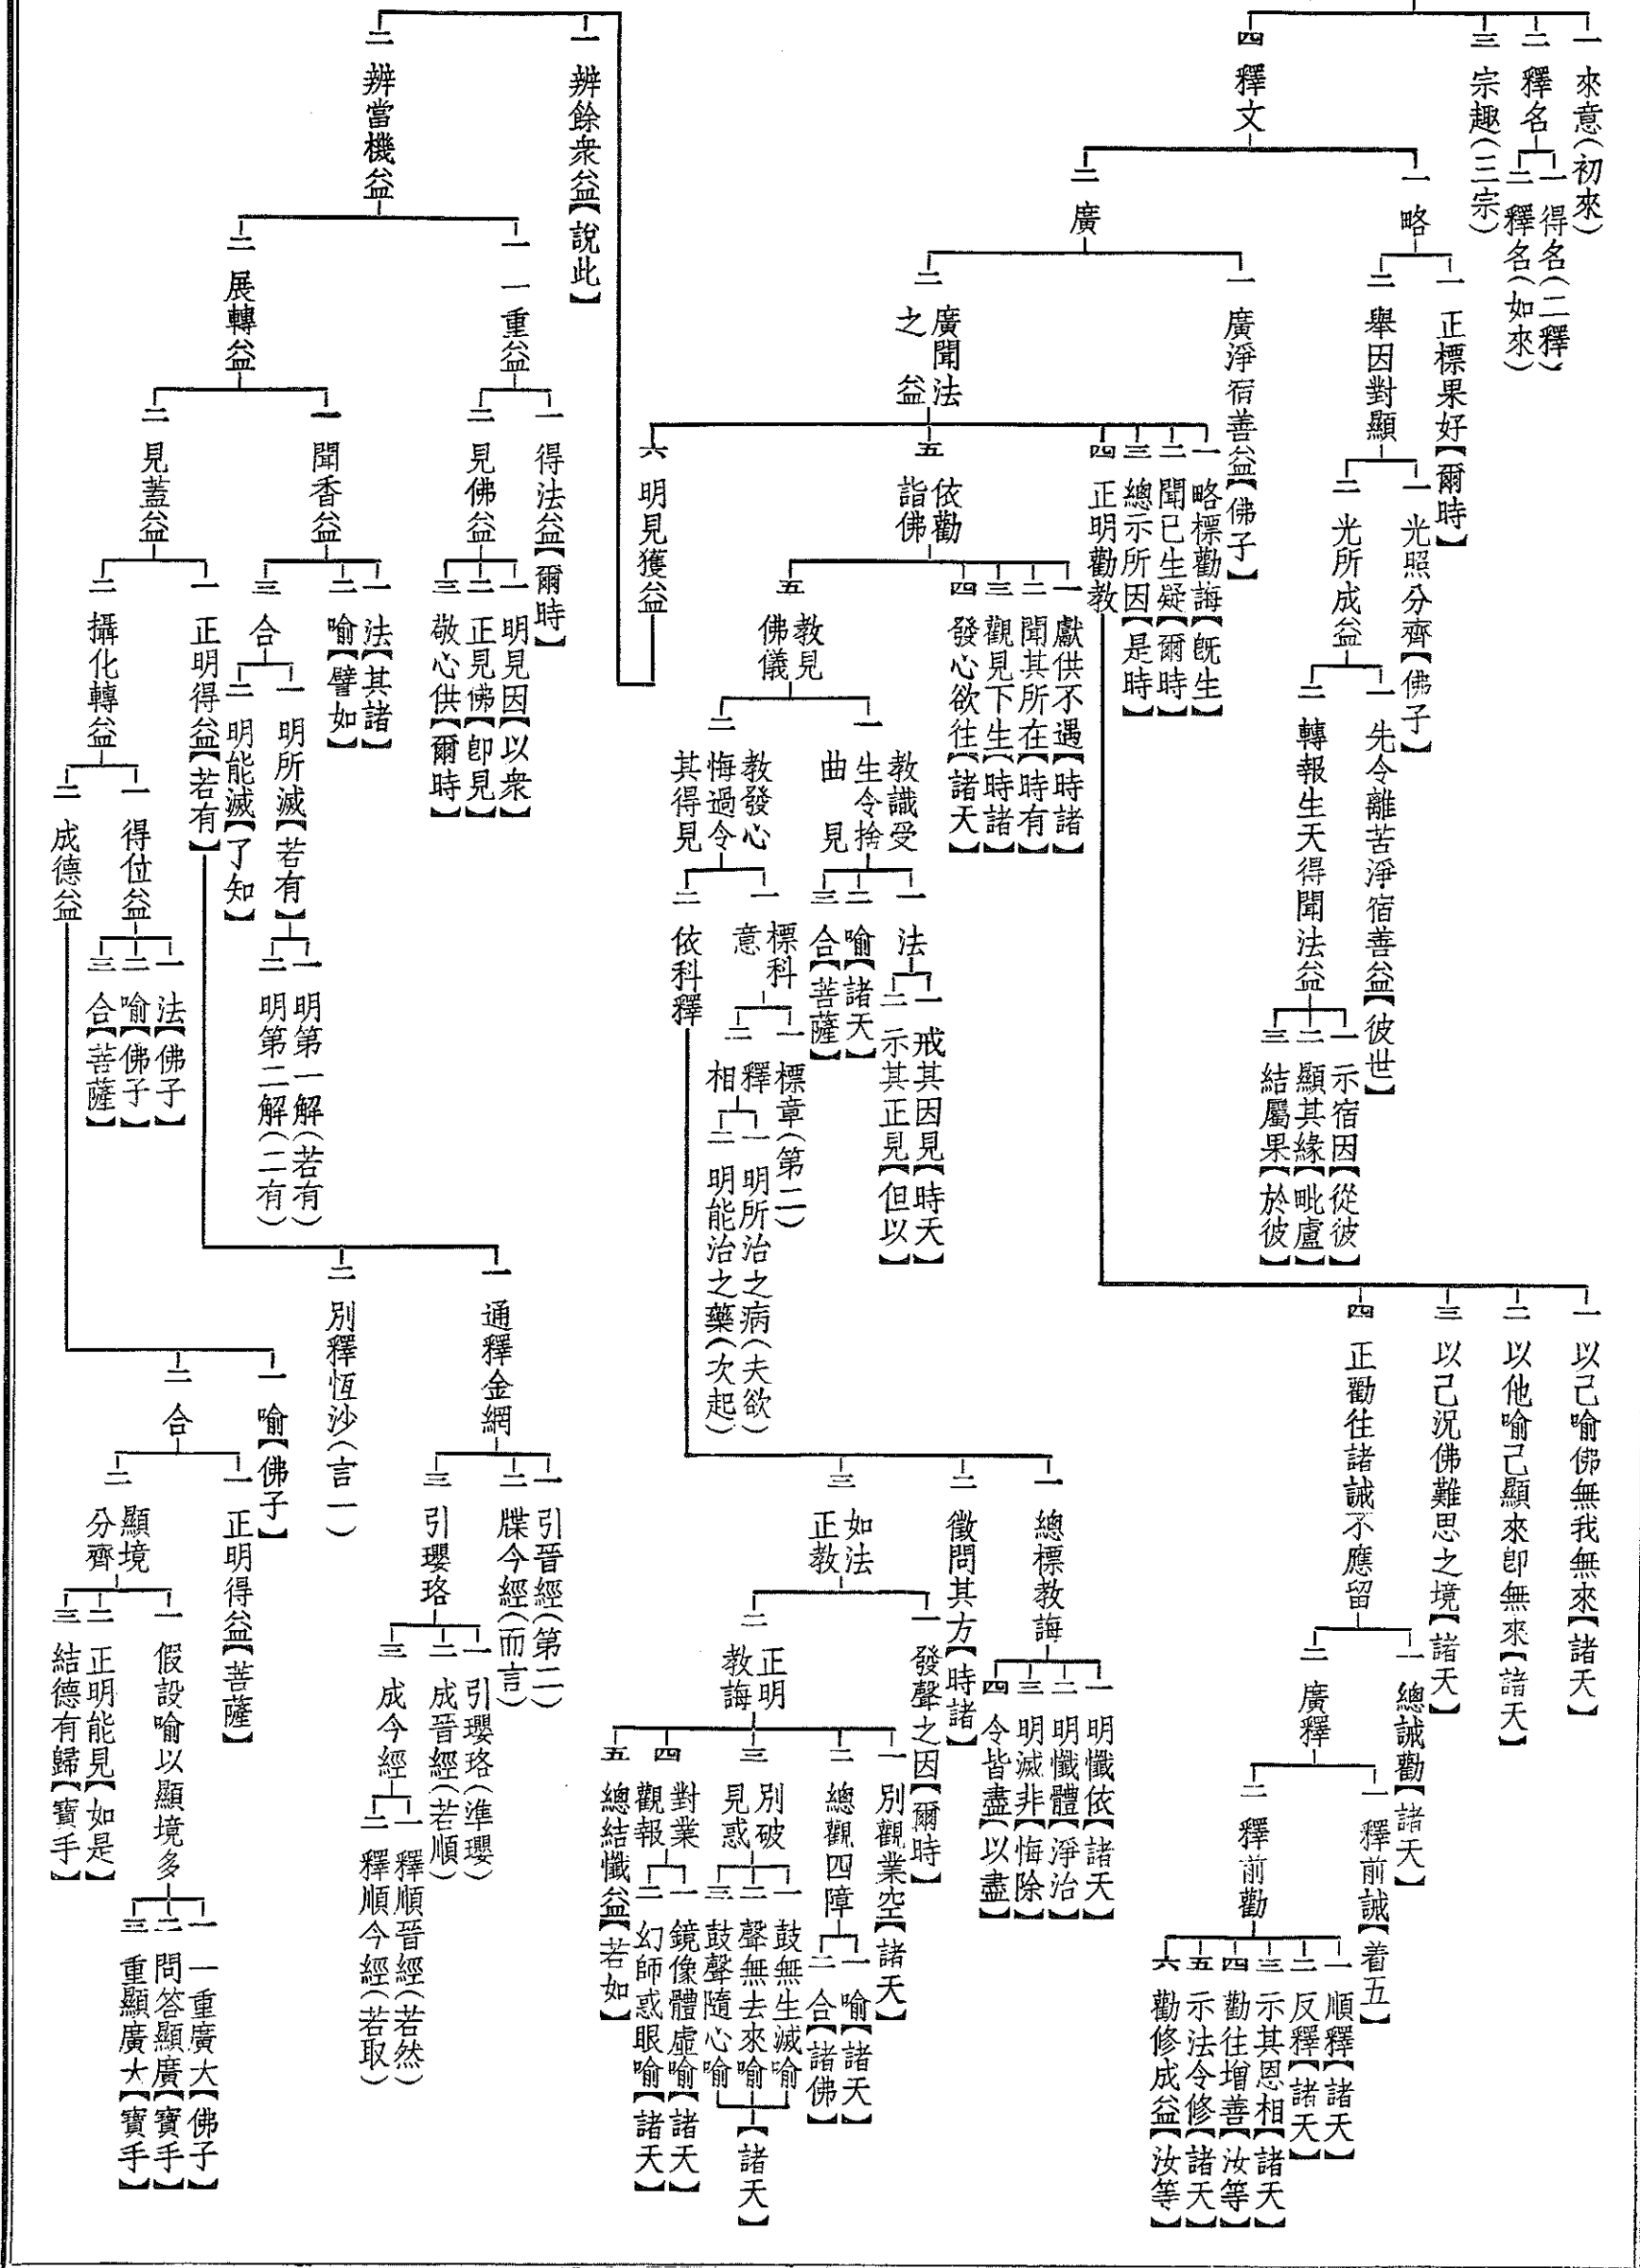 一 來意(初來)
二 釋名
一 得名(二釋)
二 釋名(如來)
三 宗趣(三宗)
四 釋文
一 略
一 正標果好【爾時】
二 舉因對顯
一 光照分齊【佛子】
二 光所成益
一 先令離苦淨宿善益【彼世】
二 轉報生天得聞法益
一 示宿因【從彼】
二 顯其緣【毗盧】
三 結屬果【於彼】
二 廣
一 廣淨宿善益【佛子】
二 廣聞法之益
一 略標勸誨【旣生】
二 聞已生疑【爾時】
三 總示所因【是時】
四 正明勸教
一 以己喻佛無我無來【諸天】
二 以他喻己顯來卽無來【諸天】
三 以己況佛難思之境【諸天】
四 正勸往諸誡不應留
一 總誡勸【諸天】
二 廣釋
一 釋前誡【着五】
二 釋前勸
一 順釋【諸天】
二 反釋【諸天】
三 示其恩相【諸天】
四 勸往增善【汝等】
五 示法令修【諸天】
六 勸修成益【汝等】
五 依勸詣佛
一 獻供不遇【時諸】
二 聞其所在【時有】
三 觀見下生【時諸】
四 發心欲往【諸天】
五 教見佛儀
一 教識受生令捨曲見
一 法
一 戒其因見【時天】
二 示其正見【但以】
二 喻【諸天】
三 合【菩薩】
二 教發心悔過令其得見
一 標科意
一 標章(第二)
二 釋相
一 明所治之病(夫欲)
二 明能治之藥(次起)
二 依科釋
一 總標教誨
一 明懺依【諸天】
二 明懺體【淨治】
三 明滅非【悔除】
四 令皆盡【以盡】
二 徵問其方【時諸】
三 如法正教
一 發聲之因【爾時】
二 正明教誨
一 別觀業空【諸天】
二 總觀四障
一 喻【諸天】
二 合【諸佛】
三 別破見惑
一 鼓無生滅喻
二 聲無去來喻
三 鼓聲隨心喻
【諸天】
四 對業觀報
一 鏡像體虛喻【諸天】
二 幻師惑眼喻【諸天】
五 總結懺益【若如】
六 明見獲益
一 辨餘衆益【說此】
二 辨當機益
一 一重益
一 得法益【爾時】
二 見佛益
一 明見因【以衆】
二 正見佛【卽見】
三 敬心供【爾時】
二 展轉益
一 聞香益
一 法【其諸】
二 喻【譬如】
三 合
一 明所滅【若有】
一 明第一解(若有)
二 明第二解(二有)
二 明能滅【了知】
二 見蓋益
一 正明得益【若有】
一 通釋金網
一 引晉經(第二)
二 牒今經(而言)
三 引瓔珞
一 引瓔珞(準瓔)
二 成晉經(若順)
三 成今經
一 釋順晉經(若然)
二 釋順今經(若取)
二 別釋恆沙(言一)
二 攝化轉益
一 得位益
一 法【佛子】
二 喻【佛子】
三 合【菩薩】
二 成德益
一 喻【佛子】
二 合
一 正明得益【菩薩】
二 顯境分齊
一 假設喻以顯境多
一 一重廣大【佛子】
二 問答顯廣【寶手】
三 重顯廣大【寶手】
二 正明能見【如是】
三 結德有歸【寶手】